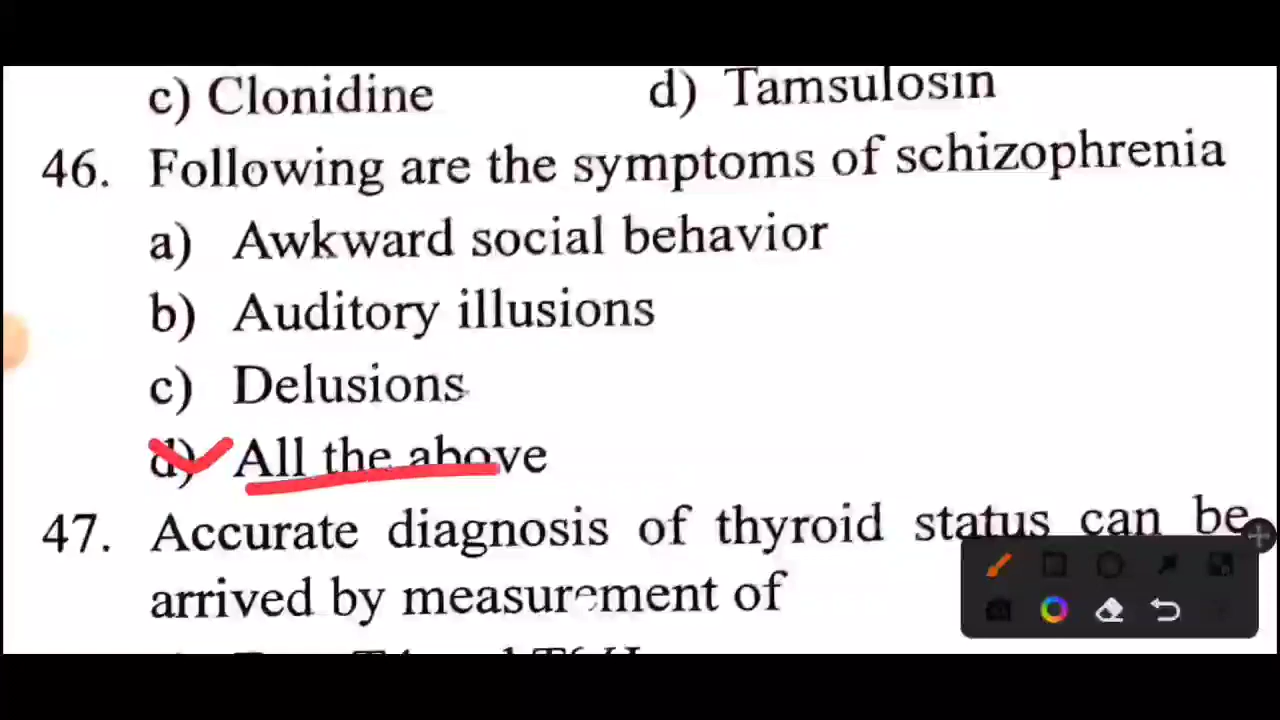 c) Clonidine d) Tamsulosin
46. Following are the symptoms of schizophrenia
a) Awkward social behavior
b) Auditory illusions
c) Delusions
d) All the above
47. Accurate diagnosis of thyroid status can be
arrived by measurement of